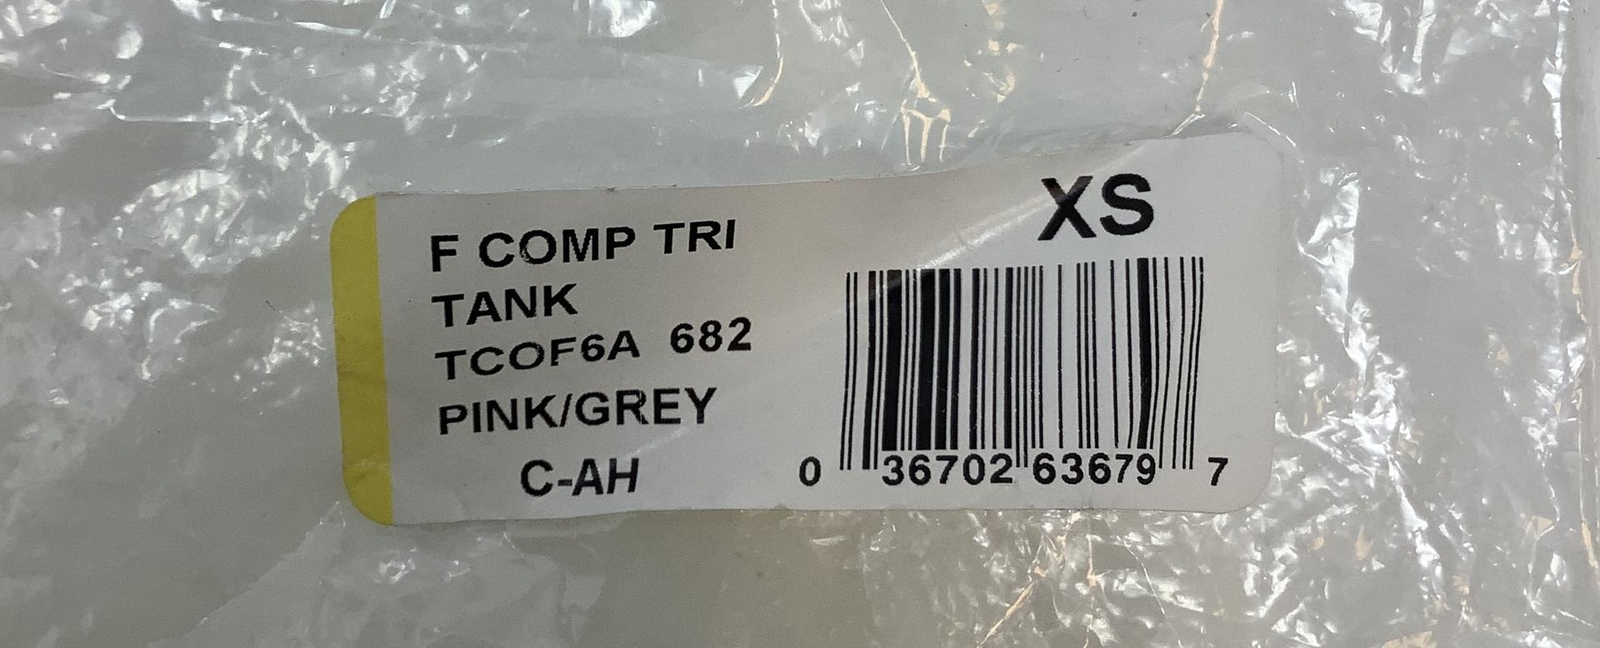 F COMP TRI
TANK
TCOF6A 682
PINK/GREY
C-AH
XS
0 36702 63679 7